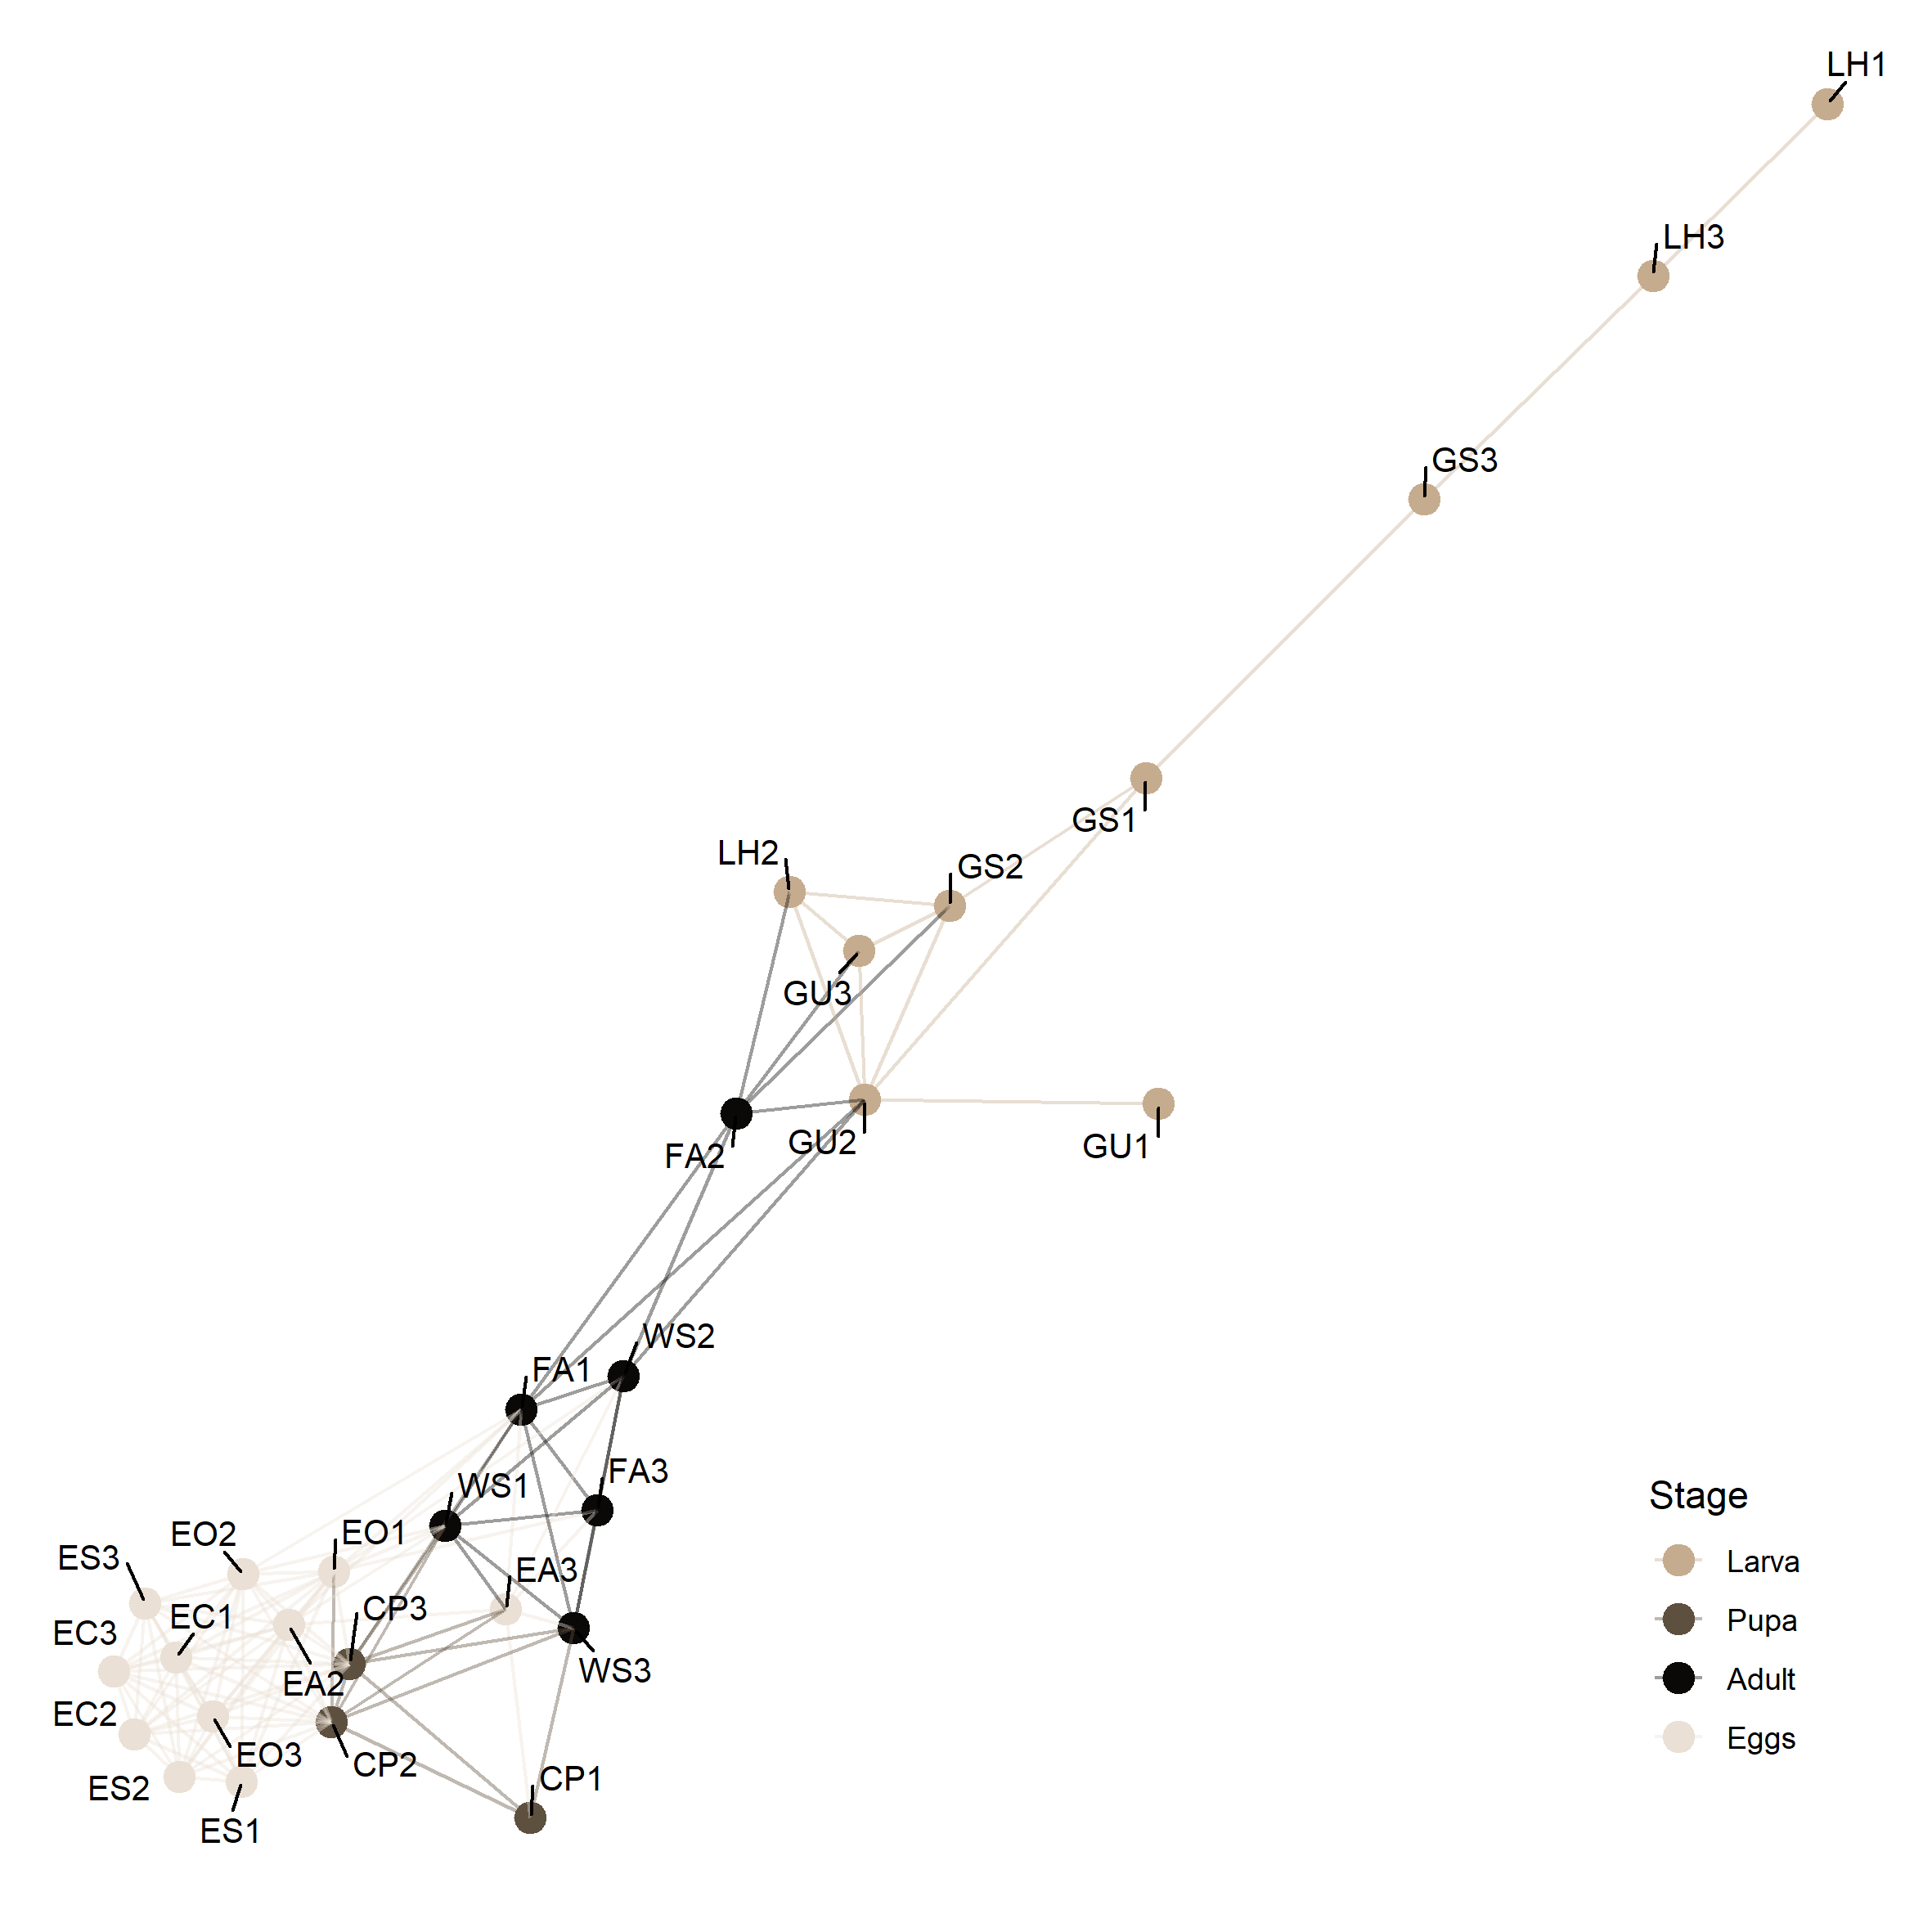 LH1
LH3
GS3
GS1
LH2
GS2
GU3
FA2
GU2
GU1
WS2
FA1
FA3
WS1
EO2
EO1
ES3
EA3
EC1
CP3
EC3
EA2
WS3
EC2
EO3
CP2
ES2
CP1
ES1
Stage
Larva
Pupa
Adult
Eggs